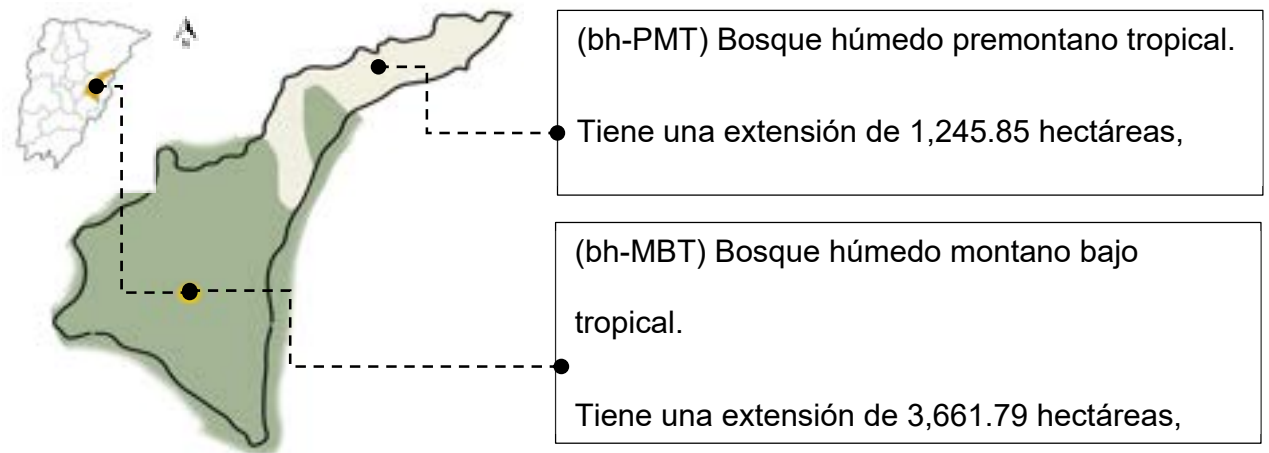 (bh-PMT) Bosque húmedo premontano tropical.
Tiene una extensión de 1,245.85 hectáreas,
(bh-MBT) Bosque húmedo montano bajo
tropical.
Tiene una extensión de 3,661.79 hectáreas,